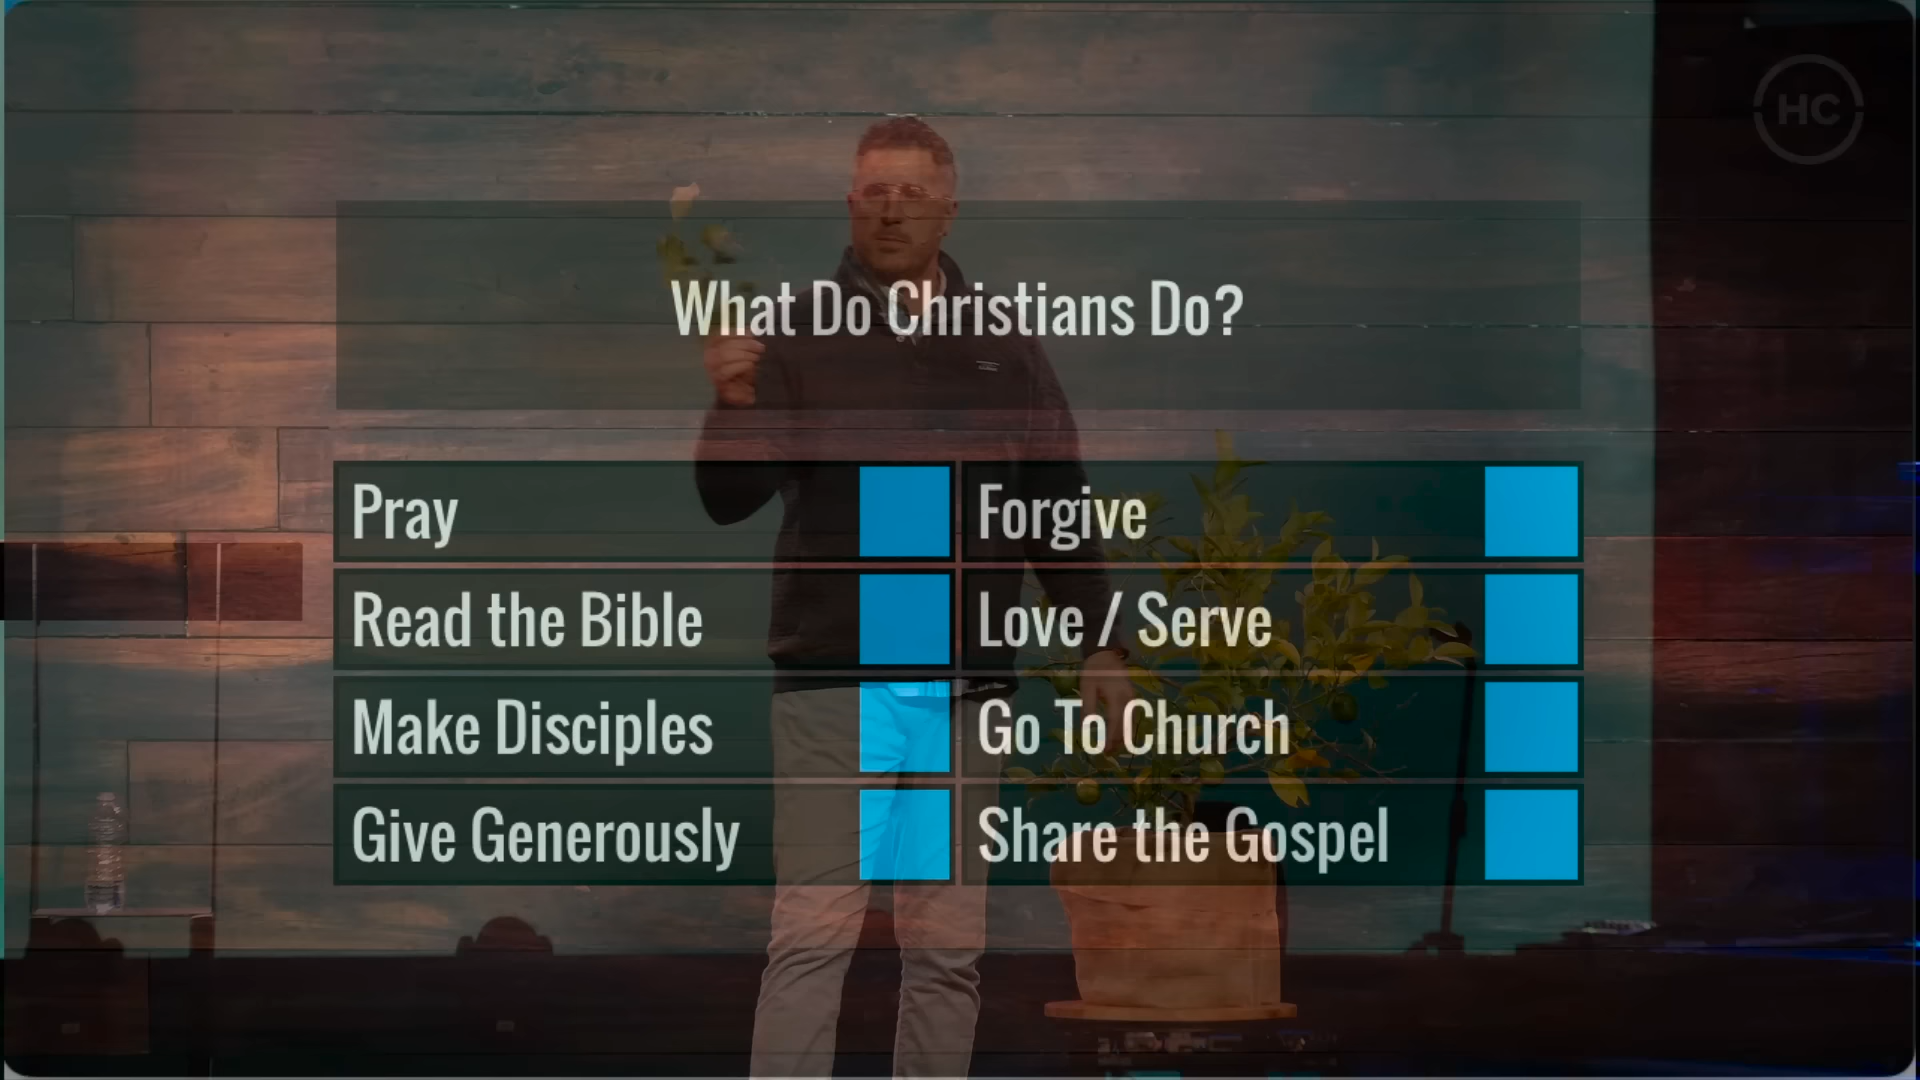 HC
What Do Christians Do?
Pray
Forgive
Read the Bible
Love / Serve
Make Disciples
Go To Church
Give Generously
Share the Gospel